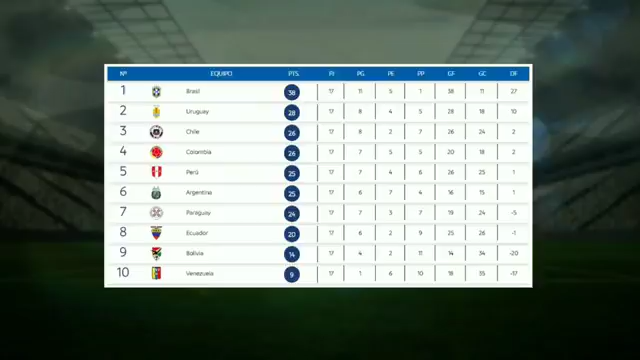 Nº EQUIPO PTS. PJ PG PE PP GF GC DF
1 Brasil 38 17 11 5 1 38 11 27
2 Uruguay 28 17 8 4 5 28 18 10
3 Chile 26 17 8 2 7 26 24 2
4 Colombia 26 17 7 5 5 20 18 2
5 Perú 25 17 7 4 6 26 25 1
6 Argentina 25 17 6 7 4 16 15 1
7 Paraguay 24 17 7 3 7 19 24 -5
8 Ecuador 20 17 6 2 9 25 26 -1
9 Bolivia 14 17 4 2 11 14 34 -20
10 Venezuela 9 17 1 6 10 18 35 -17